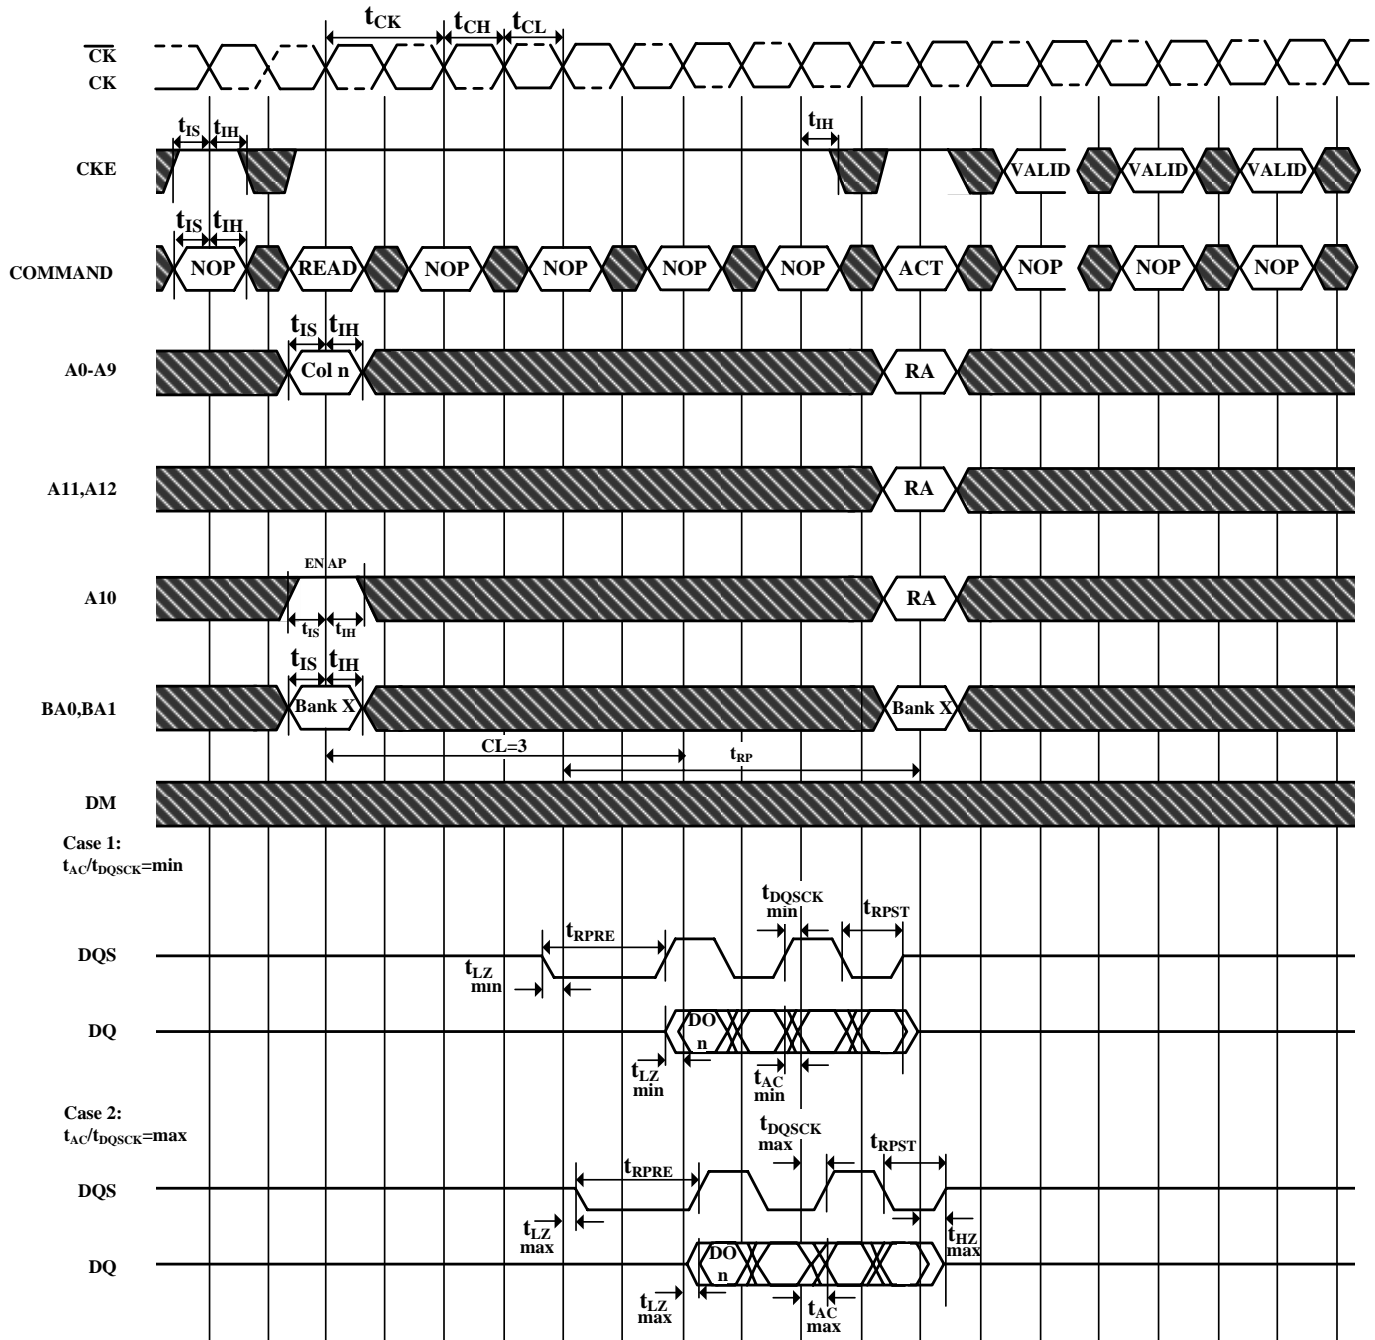 tCK tCH tCL
CK
CK
tIS tIH tIH
CKE VALID VALID VALID
tIS tIH
COMMAND NOP READ NOP NOP NOP NOP ACT NOP NOP NOP
tIS tIH
A0-A9 Col n RA
A11,A12 RA
EN AP
A10 RA
tIS tIH
tIS tIH
BA0,BA1 Bank X Bank X
CL=3 tRP
DM
Case 1:
tAC/tDQSCK=min
tDQSCK
min
tRPST
tRPRE
DQS
tLZ
min
DQ DO
n
tLZ
min
tAC
min
Case 2:
tAC/tDQSCK=max
tDQSCK
max
tRPST
tRPRE
DQS
tLZ
max
tHZ
max
DQ DO
n
tLZ
max
tAC
max